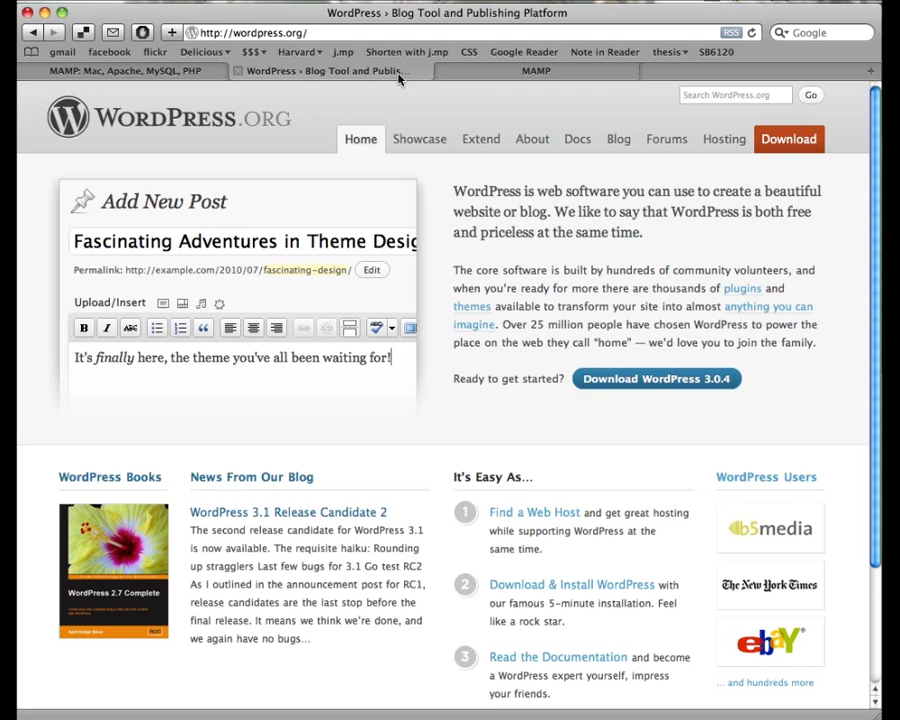 WordPress › Blog Tool and Publishing Platform
http://wordpress.org/
RSS
Google
gmail facebook flickr Delicious $$$ Harvard j.mp Shorten with j.mp CSS Google Reader Note in Reader thesis SB6120
MAMP: Mac, Apache, MySQL, PHP
WordPress › Blog Tool and Publis...
MAMP
WORDPRESS.ORG
Search WordPress.org
Go
Home Showcase Extend About Docs Blog Forums Hosting Download
Add New Post
Fascinating Adventures in Theme Desig
Permalink: http://example.com/2010/07/fascinating-design/ Edit
Upload/Insert
B I ABC
ABC
It's finally here, the theme you've all been waiting for!
WordPress is web software you can use to create a beautiful
website or blog. We like to say that WordPress is both free
and priceless at the same time.
The core software is built by hundreds of community volunteers, and
when you're ready for more there are thousands of plugins and
themes available to transform your site into almost anything you can
imagine. Over 25 million people have chosen WordPress to power the
place on the web they call “home” — we'd love you to join the family.
Ready to get started? Download WordPress 3.0.4
WordPress Books
WordPress 2.7 Complete
News From Our Blog
WordPress 3.1 Release Candidate 2
The second release candidate for WordPress 3.1
is now available. The requisite haiku: Rounding
up stragglers Last few bugs for 3.1 Go test RC2
As I outlined in the announcement post for RC1,
release candidates are the last stop before the
final release. It means we think we're done, and
we again have no bugs...
It's Easy As...
1 Find a Web Host and get great hosting
while supporting WordPress at the
same time.
2 Download & Install WordPress with
our famous 5-minute installation. Feel
like a rock star.
3 Read the Documentation and become
a WordPress expert yourself, impress
your friends.
WordPress Users
b5media
The New York Times
ebay
... and hundreds more